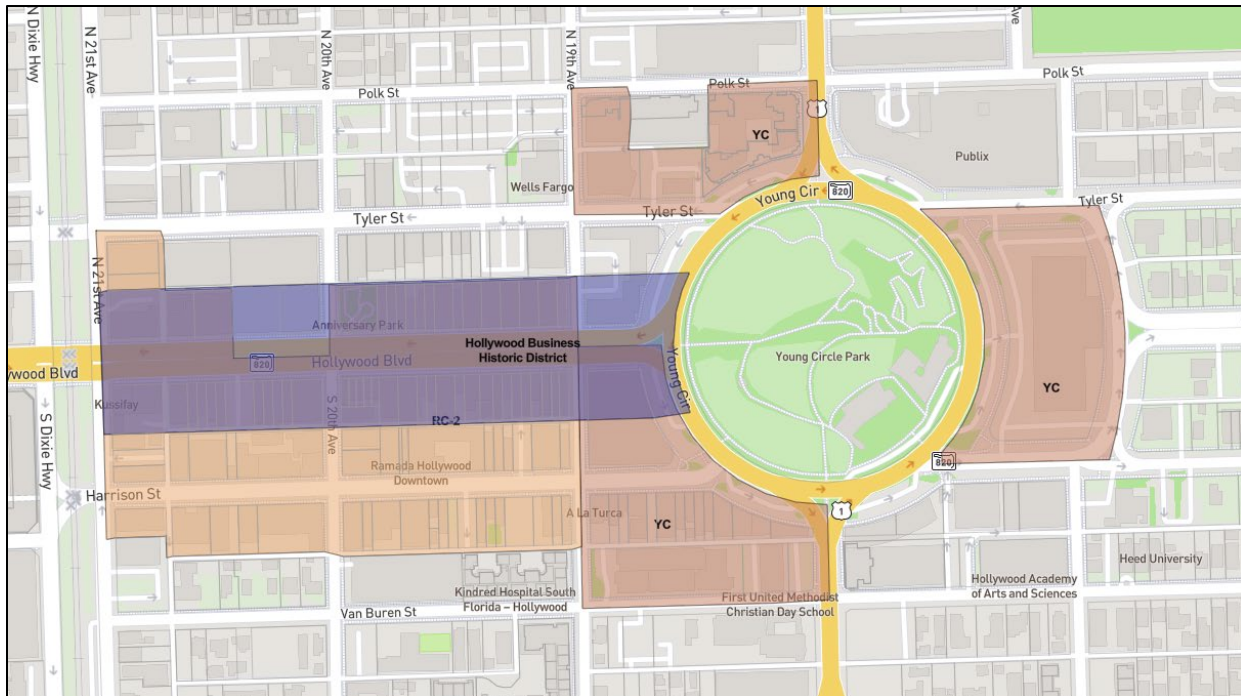 N Dixie Hwy
N 21st Ave
N 20th Ave
N 19th Ave
Ave
Polk St
Polk St
Polk St
1
YC
Publix
Wells Fargo
Young Cir
820
Tyler St
Tyler St
Tyler St
N 21st Ave
Anniversary Park
Hollywood Business
Historic District
Hollywood Blvd
820
ywood Blvd
Young Cir
Young Circle Park
YC
Kussifay
S 20th Ave
RC-2
S Dixie Hwy
Ramada Hollywood
Downtown
820
Harrison St
A La Turca
YC
1
Kindred Hospital South
Florida – Hollywood
First United Methodist
Christian Day School
Hollywood Academy
of Arts and Sciences
Heed University
Van Buren St